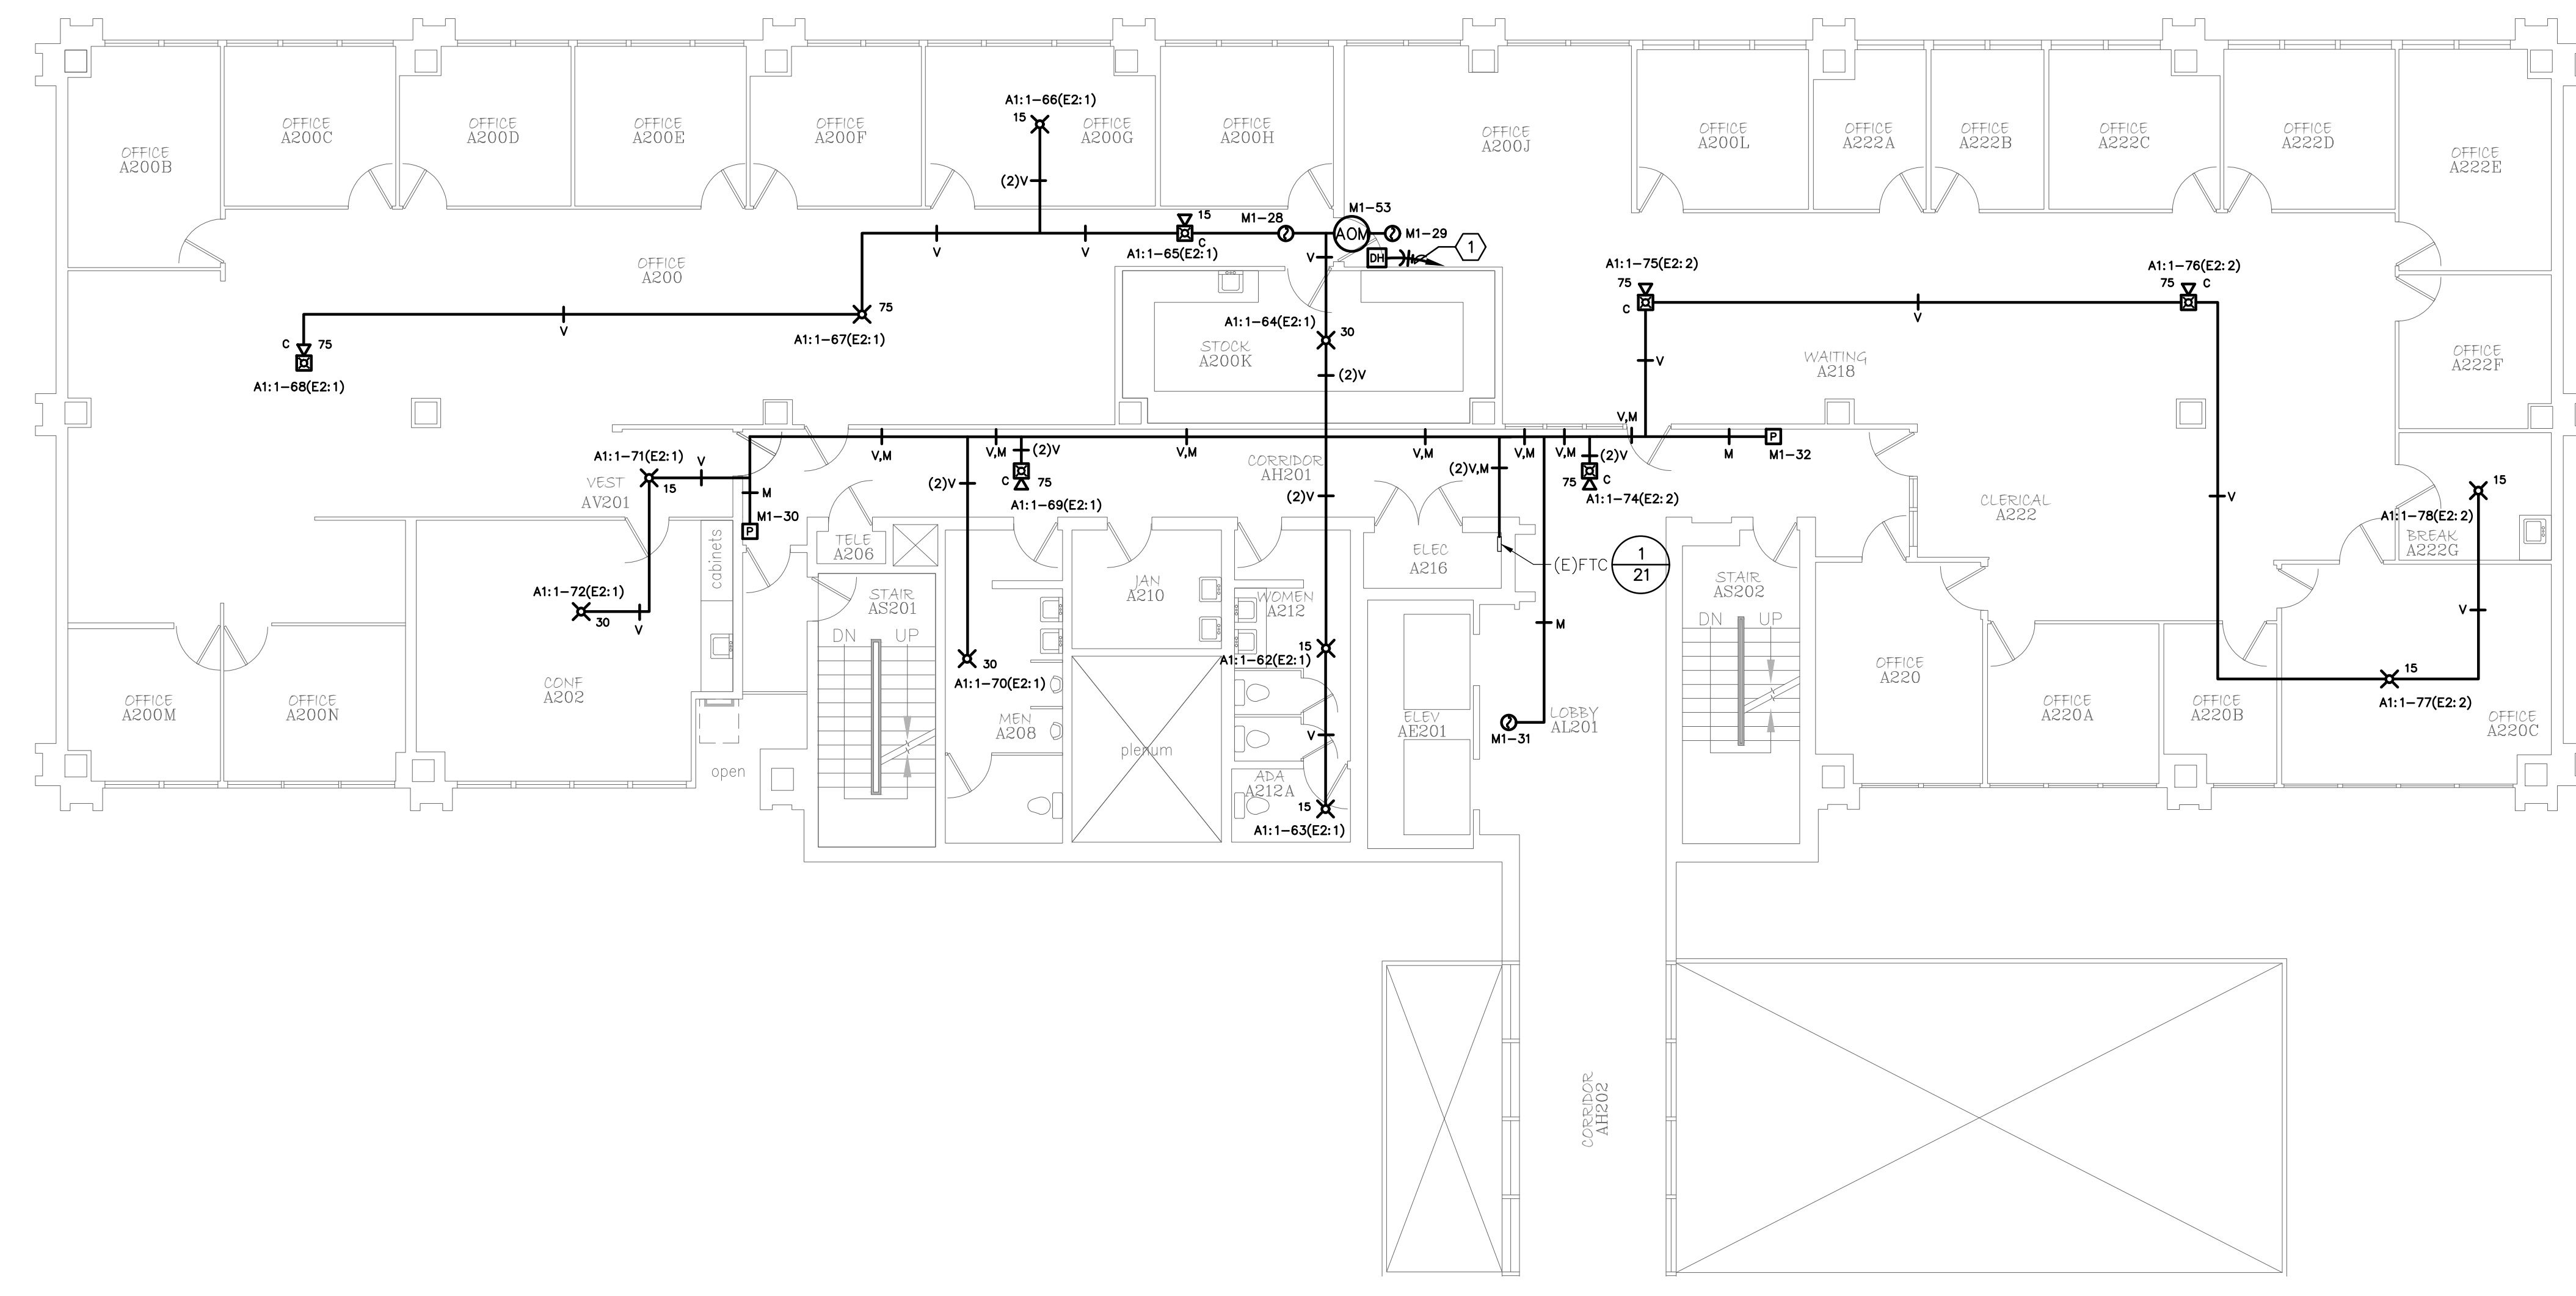 A1:1-66(E2:1)
15
OFFICE
A200B
OFFICE
A200C
OFFICE
A200D
OFFICE
A200E
OFFICE
A200F
OFFICE
A200G
OFFICE
A200H
OFFICE
A200J
OFFICE
A200L
OFFICE
A222A
OFFICE
A222B
OFFICE
A222C
OFFICE
A222D
OFFICE
A222E
(2)V
M1-53
15
M1-28
AOM
M1-29
C
V
V
A1:1-65(E2:1)
V
DH
1
OFFICE
A200
A1:1-75(E2:2)
75
C
A1:1-76(E2:2)
75
C
V
75
A1:1-67(E2:1)
V
C
75
A1:1-68(E2:1)
A1:1-64(E2:1)
30
STOCK
A200K
(2)V
V
WAITING
A218
OFFICE
A222F
V,M
V,M
V,M
(2)V
V,M
V,M
V,M
V,M
(2)V
M
P
M1-32
A1:1-71(E2:1)
V
15
VEST
AV201
M
M1-30
P
(2)V
C
75
A1:1-69(E2:1)
CORRIDOR
AH201
(2)V
(2)V,M
75
C
A1:1-74(E2:2)
CLERICAL
A222
V
15
A1:1-78(E2:2)
BREAK
A222G
cabinets
TELE
A206
ELEC
A216
(E)FTC
1
21
A1:1-72(E2:1)
30
V
STAIR
AS201
DN
UP
JAN
A210
WOMEN
A212
STAIR
AS202
DN
UP
M
V
30
A1:1-70(E2:1)
15
A1:1-62(E2:1)
OFFICE
A220
15
A1:1-77(E2:2)
OFFICE
A200M
OFFICE
A200N
CONF
A202
MEN
A208
plenum
V
ELEV
AE201
M1-31
LOBBY
AL201
OFFICE
A220A
OFFICE
A220B
OFFICE
A220C
open
ADA
A212A
15
A1:1-63(E2:1)
CORRIDOR
AH202